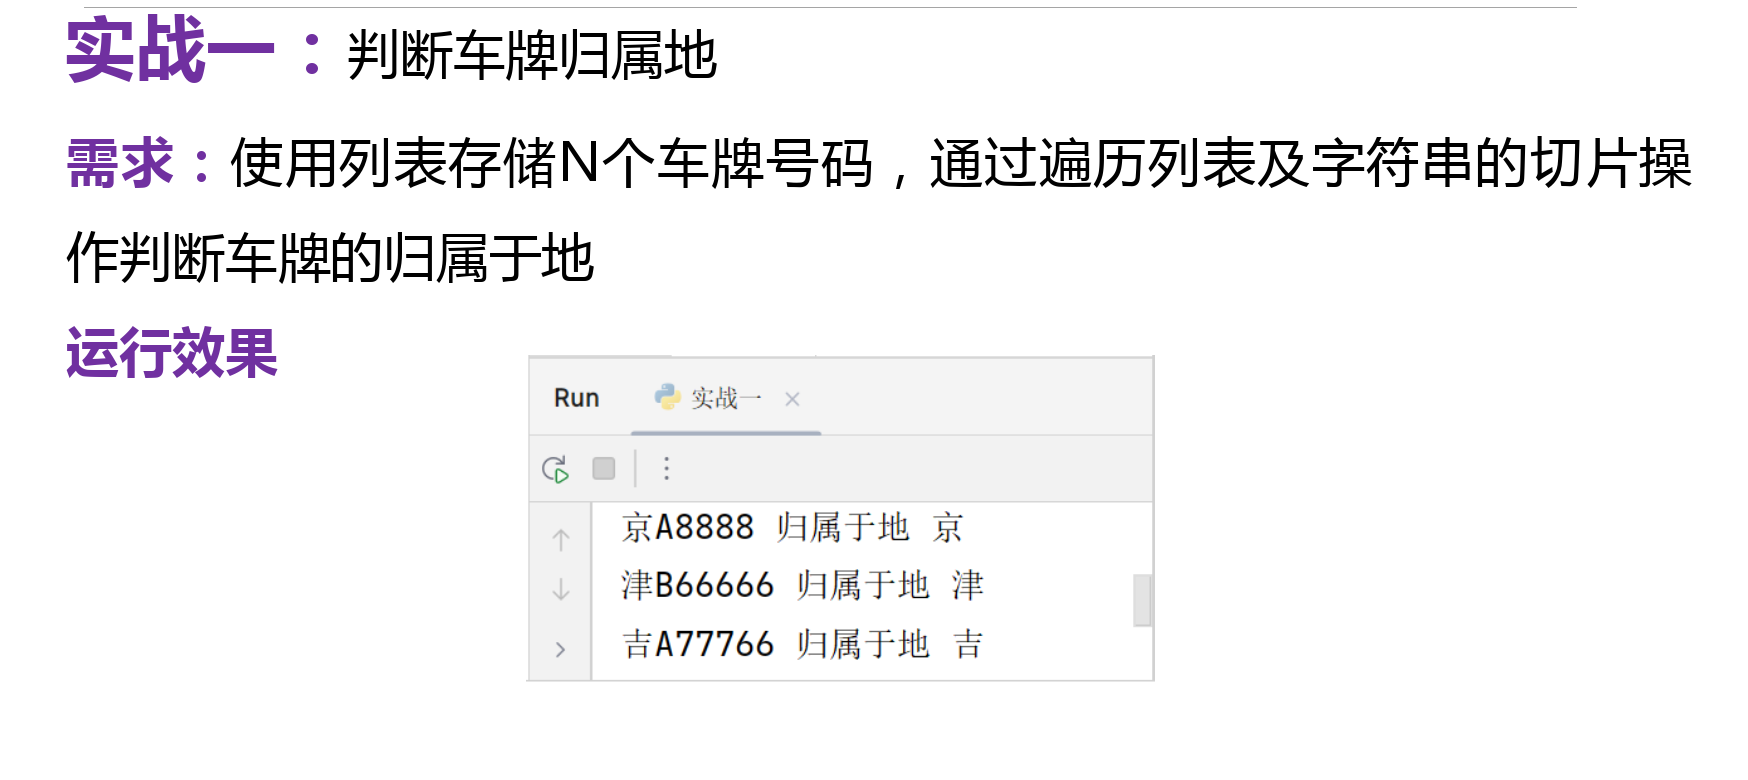 实战一：判断车牌归属地
需求：使用列表存储N个车牌号码，通过遍历列表及字符串的切片操
作判断车牌的归属于地
运行效果
Run 实战一
京A8888 归属于地 京
津B66666 归属于地 津
吉A77766 归属于地 吉